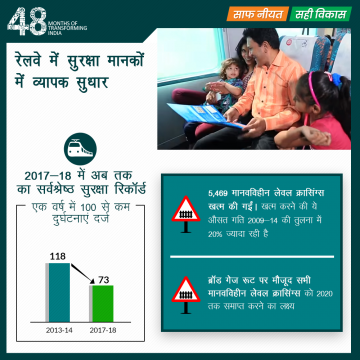 48 MONTHS OF
TRANSFORMING
INDIA
साफ नीयत
सही विकास
रेलवे में सुरक्षा मानकों
में व्यापक सुधार
2017–18 में अब तक
का सर्वश्रेष्ठ सुरक्षा रिकॉर्ड
एक वर्ष में 100 से कम
दुर्घटनाएं दर्ज
118
73
2013-14
2017-18
5,469 मानवविहीन लेवल क्रासिंग्स
खत्म की गईं। खत्म करने की ये
औसत गति 2009–14 की तुलना में
20% ज्यादा रही है
ब्रॉड गेज रूट पर मौजूद सभी
मानवविहीन लेवल क्रासिंग्स को 2020
तक समाप्त करने का लक्ष्य